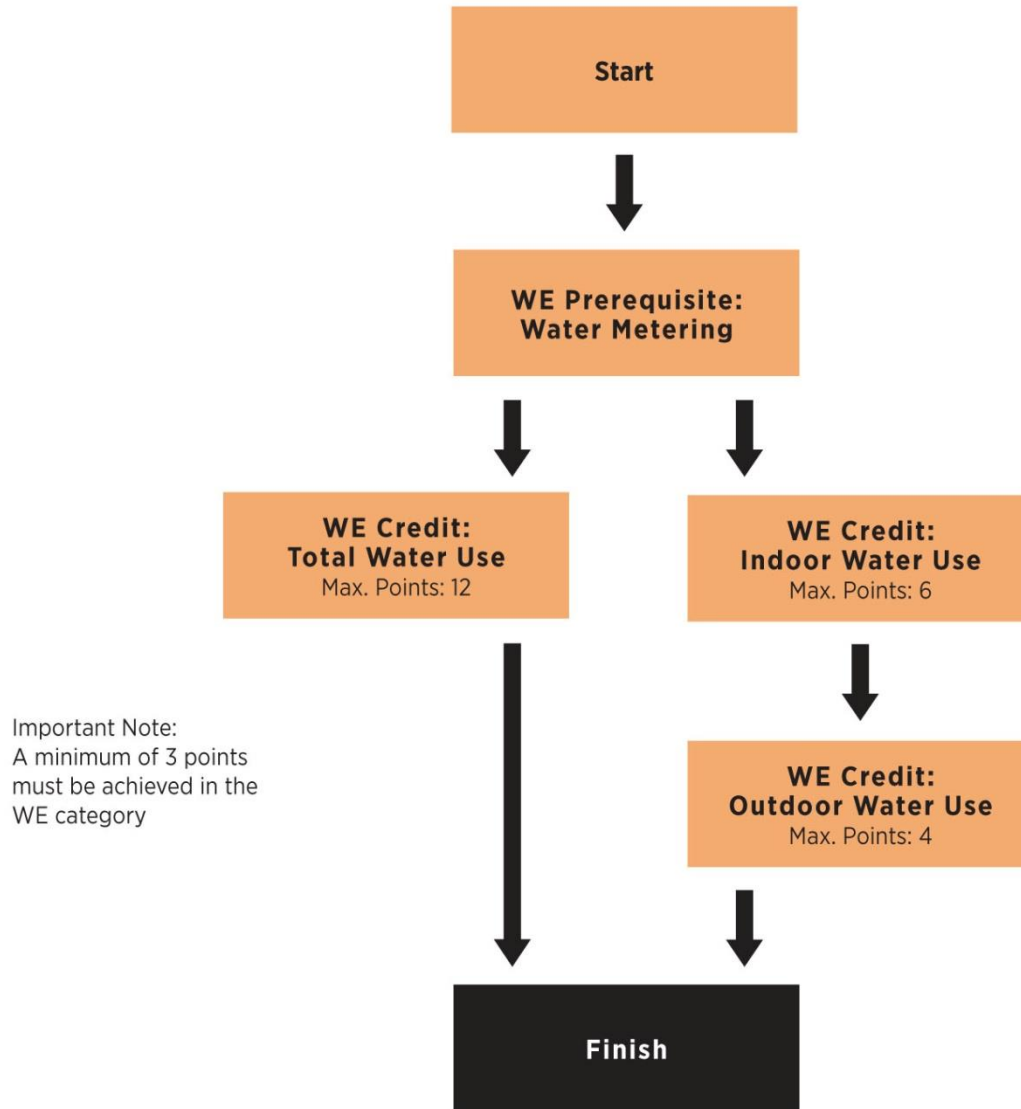 Start
WE Prerequisite:
Water Metering
WE Credit:
Total Water Use
Max. Points: 12
WE Credit:
Indoor Water Use
Max. Points: 6
Important Note:
A minimum of 3 points
must be achieved in the
WE category
WE Credit:
Outdoor Water Use
Max. Points: 4
Finish